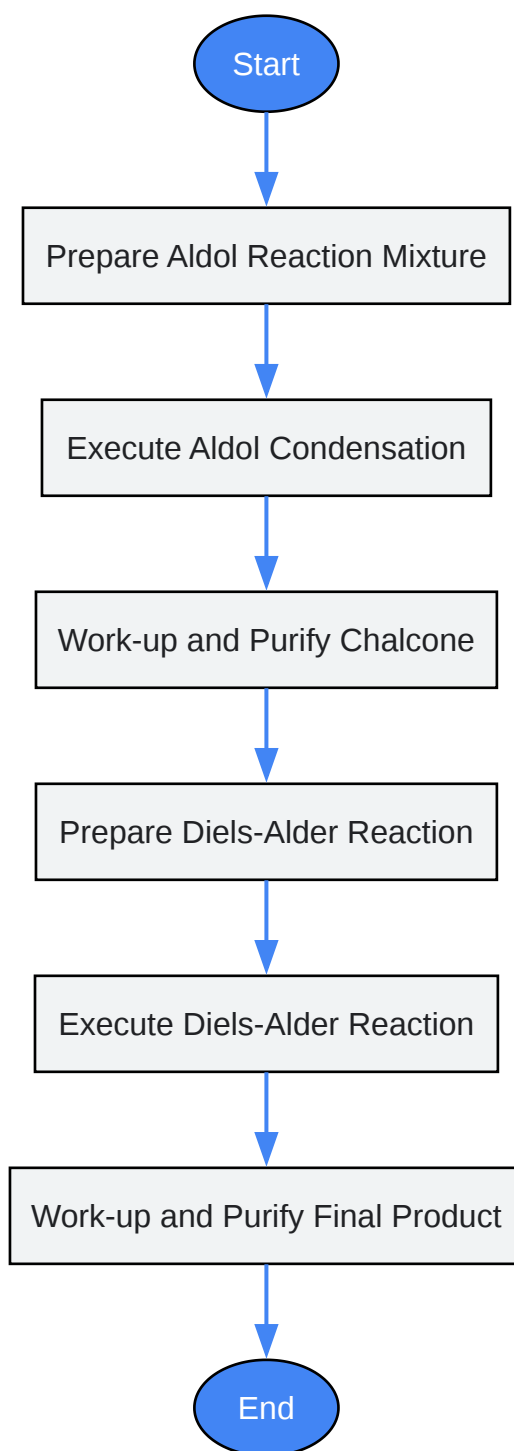 Start
Prepare Aldol Reaction Mixture
Execute Aldol Condensation
Work-up and Purify Chalcone
Prepare Diels-Alder Reaction
Execute Diels-Alder Reaction
Work-up and Purify Final Product
End